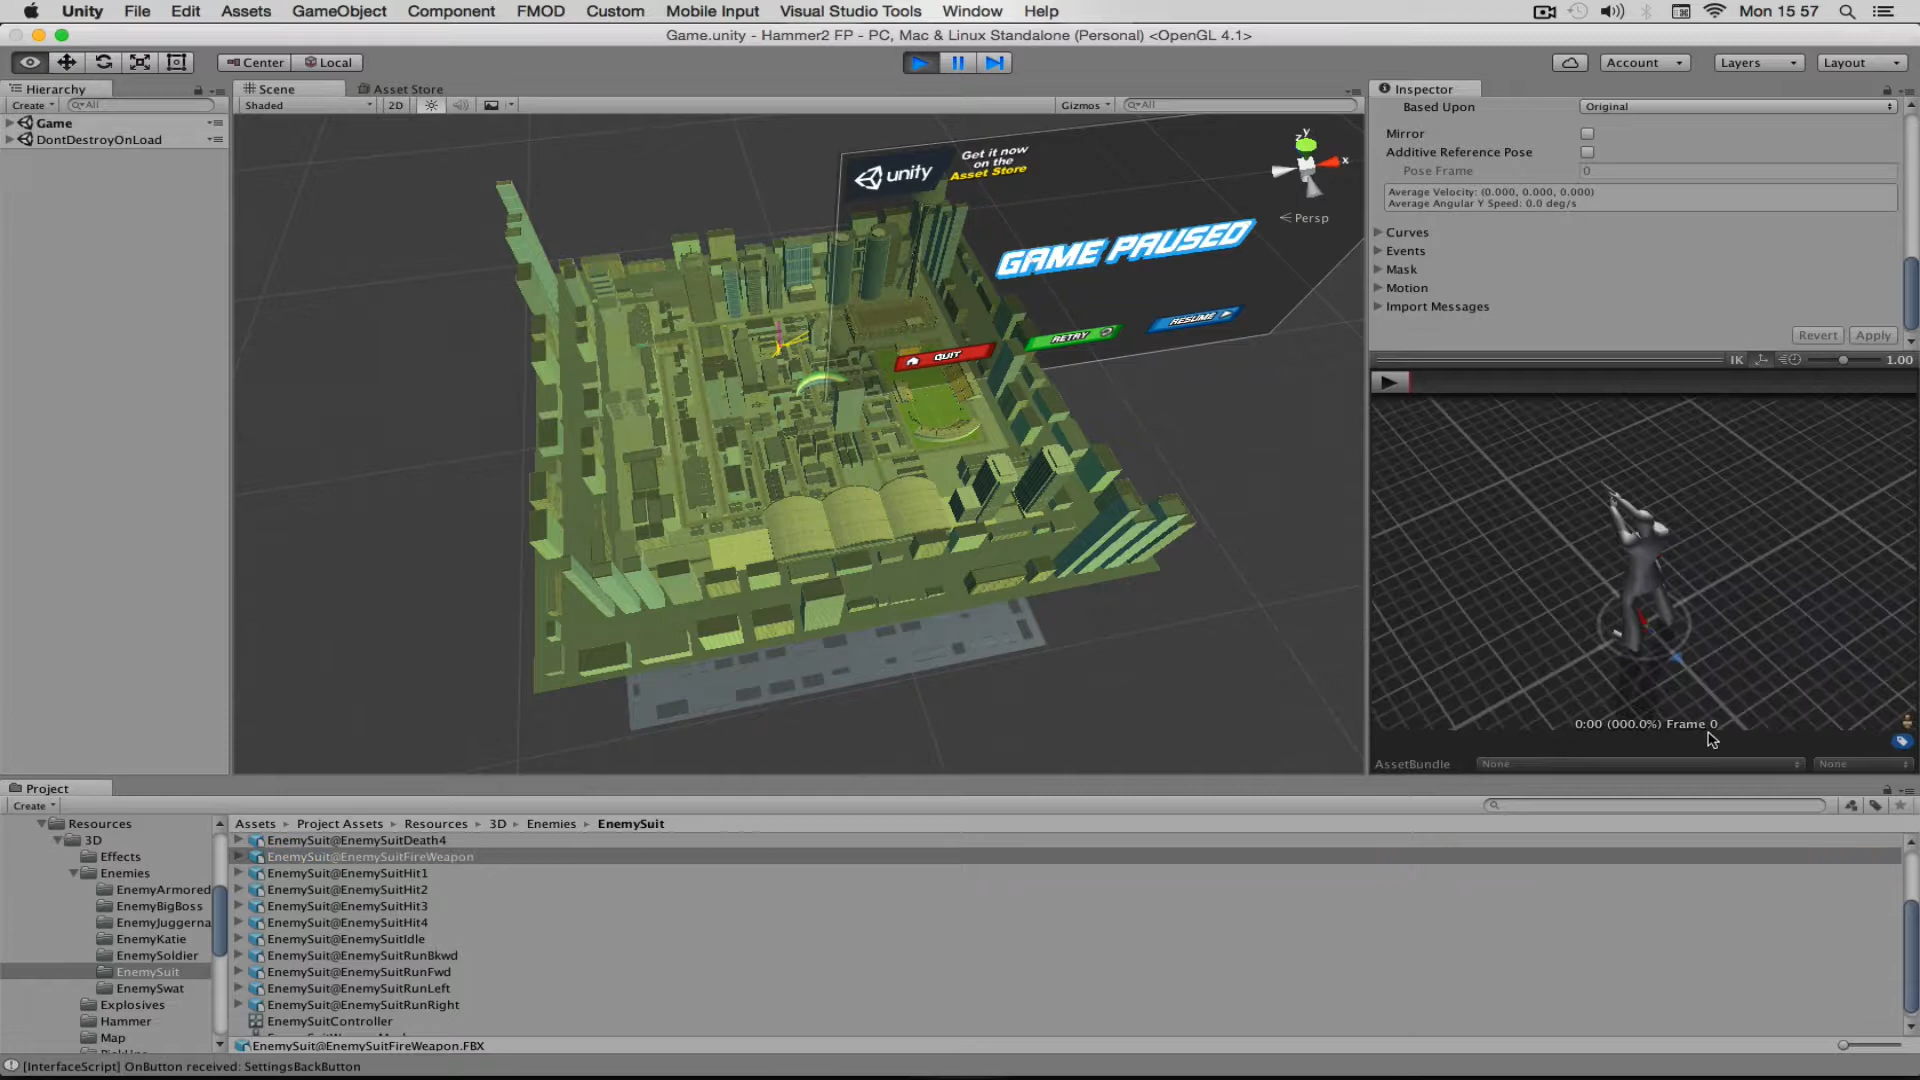 Unity File Edit Assets GameObject Component FMOD Custom Mobile Input Visual Studio Tools Window Help Mon 15 57
Game.unity - Hammer2 FP - PC, Mac & Linux Standalone (Personal) <OpenGL 4.1>
Center Local Account Layers Layout
Hierarchy Scene Asset Store Inspector
Create All Shaded 2D Gizmos All Based Upon Original
Game
DontDestroyOnLoad
unity
Get it now
on the
Asset Store
y
z
x
Persp
GAME PAUSED
QUIT
RETRY
RESUME
Mirror
Additive Reference Pose
Pose Frame 0
Average Velocity: (0.000, 0.000, 0.000)
Average Angular Y Speed: 0.0 deg/s
Curves
Events
Mask
Motion
Import Messages
Revert Apply
IK 1.00
0:00 (000.0%) Frame 0
AssetBundle None None
Project
Create
Resources
3D
Effects
Enemies
EnemyArmored
EnemyBigBoss
EnemyJuggerna
EnemyKatie
EnemySoldier
EnemySuit
EnemySwat
Explosives
Hammer
Map
Assets Project Assets Resources 3D Enemies EnemySuit
EnemySuit@EnemySuitDeath4
EnemySuit@EnemySuitFireWeapon
EnemySuit@EnemySuitHit1
EnemySuit@EnemySuitHit2
EnemySuit@EnemySuitHit3
EnemySuit@EnemySuitHit4
EnemySuit@EnemySuitIdle
EnemySuit@EnemySuitRunBkwd
EnemySuit@EnemySuitRunFwd
EnemySuit@EnemySuitRunLeft
EnemySuit@EnemySuitRunRight
EnemySuitController
EnemySuit@EnemySuitFireWeapon.FBX
[InterfaceScript] OnButton received: SettingsBackButton